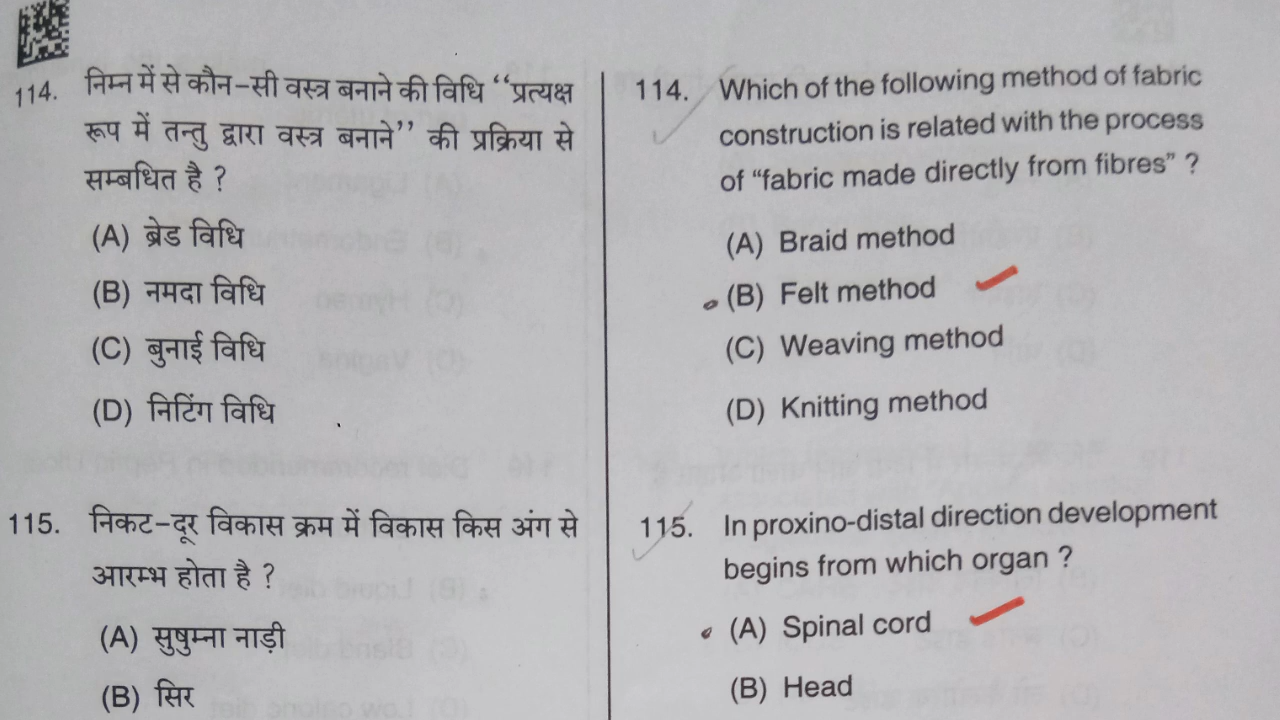 114. निम्न में से कौन-सी वस्त्र बनाने की विधि ‘‘प्रत्यक्ष
रूप में तन्तु द्वारा वस्त्र बनाने’’ की प्रक्रिया से
सम्बधित है ?
(A) ब्रेड विधि
(B) नमदा विधि
(C) बुनाई विधि
(D) निटिंग विधि
115. निकट-दूर विकास क्रम में विकास किस अंग से
आरम्भ होता है ?
(A) सुषुम्ना नाड़ी
(B) सिर
114. Which of the following method of fabric
construction is related with the process
of “fabric made directly from fibres” ?
(A) Braid method
(B) Felt method
(C) Weaving method
(D) Knitting method
115. In proxino-distal direction development
begins from which organ ?
(A) Spinal cord
(B) Head